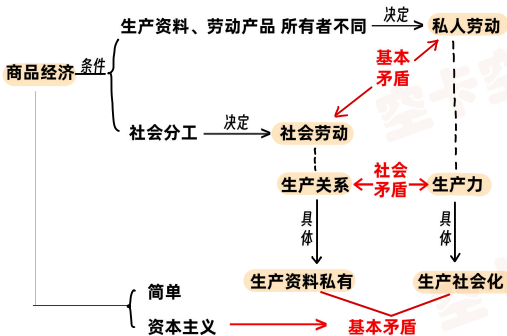 生产资料、劳动产品 所有者不同
决定
私人劳动
商品经济
条件
基本
矛盾
社会分工
决定
社会劳动
社会
矛盾
生产关系
生产力
具体
具体
生产资料私有
生产社会化
简单
资本主义
基本矛盾
空卡空